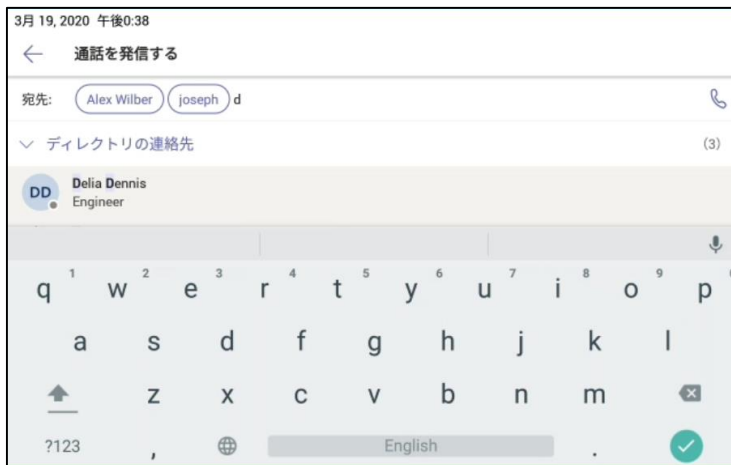 3月 19, 2020 午後0:38
通話を発信する
宛先: Alex Wilber joseph d
ディレクトリの連絡先 (3)
DD Delia Dennis
Engineer
1 2 3 4 5 6 7 8 9 0
q w e r t y u i o p
a s d f g h j k l
z x c v b n m
?123 , English .